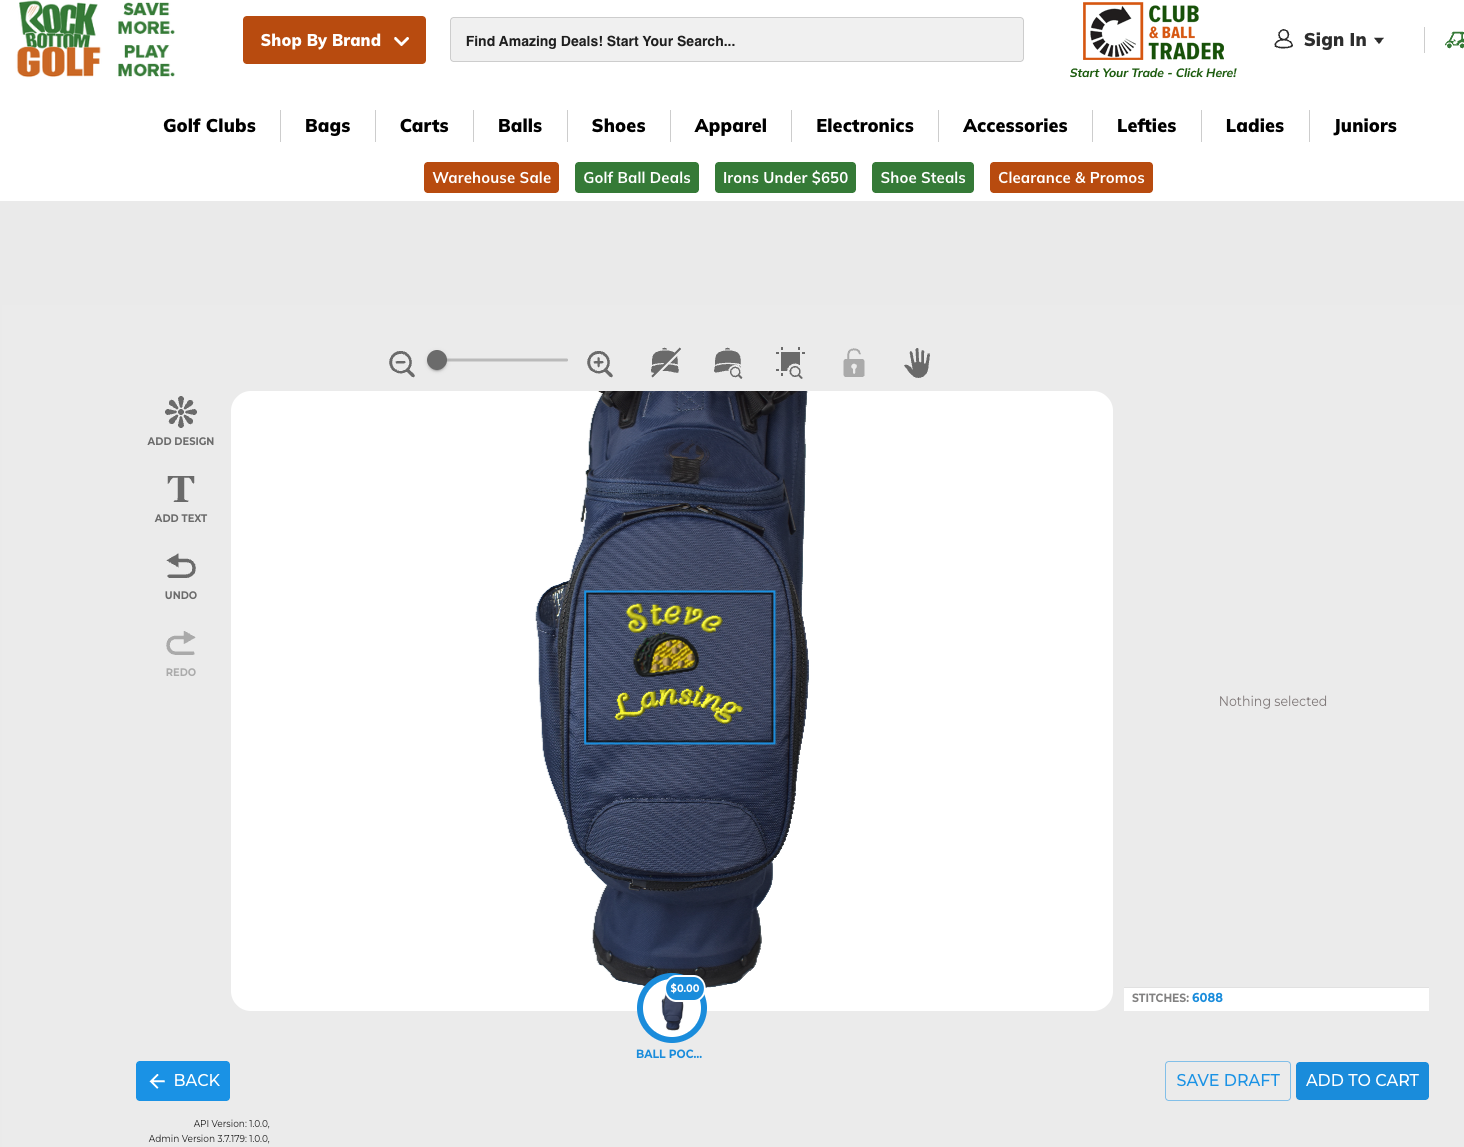 ROCK
BOTTOM
GOLF
SAVE
MORE.
PLAY
MORE.
Shop By Brand
Find Amazing Deals! Start Your Search...
CLUB
& BALL
TRADER
Start Your Trade - Click Here!
Sign In
Golf Clubs
Bags
Carts
Balls
Shoes
Apparel
Electronics
Accessories
Lefties
Ladies
Juniors
Warehouse Sale
Golf Ball Deals
Irons Under $650
Shoe Steals
Clearance & Promos
ADD DESIGN
T
ADD TEXT
UNDO
REDO
Steve
Lansing
Nothing selected
STITCHES: 6088
$0.00
BALL POC...
BACK
SAVE DRAFT
ADD TO CART
API Version: 1.0.0,
Admin Version 3.7.179: 1.0.0,